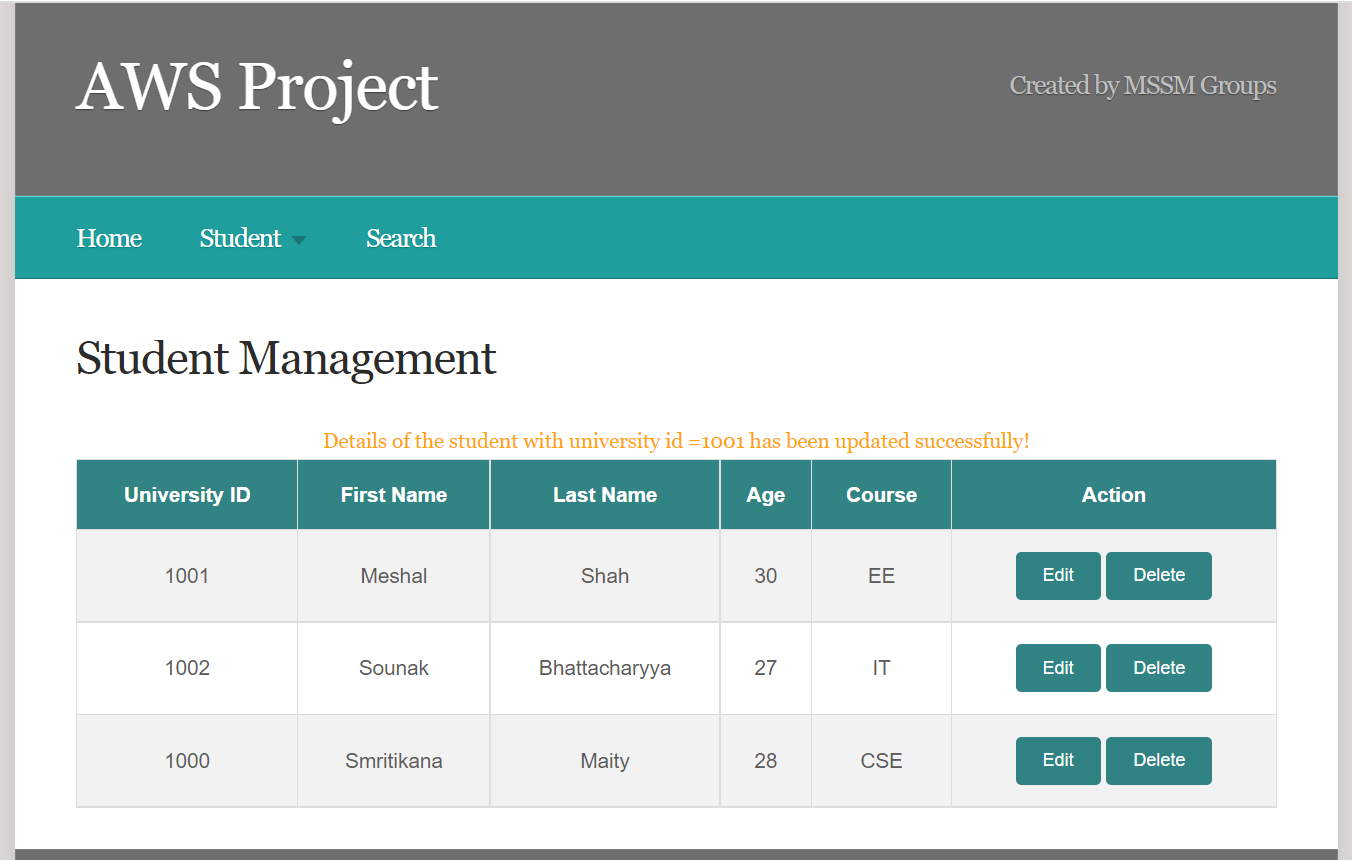 AWS Project
Created by MSSM Groups
Home Student Search
Student Management
Details of the student with university id =1001 has been updated successfully!
University ID First Name Last Name Age Course Action
1001 Meshal Shah 30 EE Edit Delete
1002 Sounak Bhattacharyya 27 IT Edit Delete
1000 Smritikana Maity 28 CSE Edit Delete